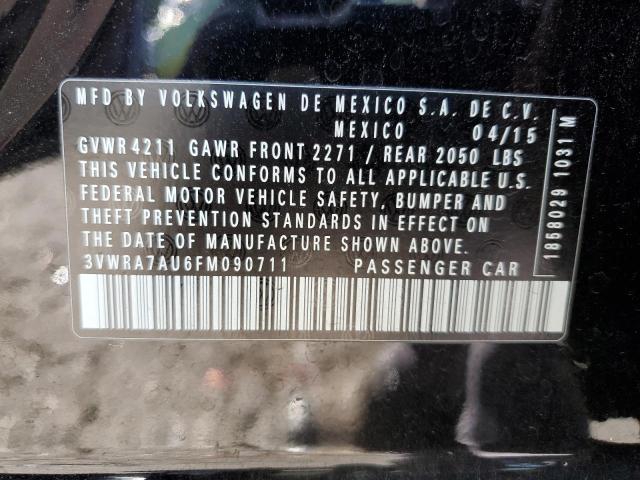 MFD BY VOLKSWAGEN DE MEXICO S.A. DE C.V.
MEXICO 04/15
GVWR 4211 GAWR FRONT 2271 / REAR 2050 LBS
THIS VEHICLE CONFORMS TO ALL APPLICABLE U.S.
FEDERAL MOTOR VEHICLE SAFETY, BUMPER AND
THEFT PREVENTION STANDARDS IN EFFECT ON
THE DATE OF MANUFACTURE SHOWN ABOVE.
3VWRA7AU6FM090711 PASSENGER CAR
1868029 1031 M